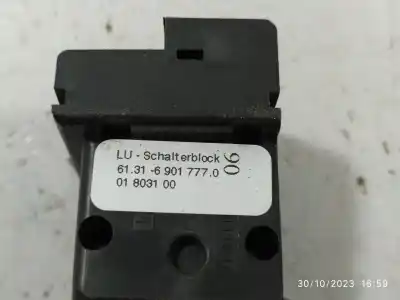 LU - Schalterblock
06
61.31 -6 901 777.0
01 8031 00
30/10/2023 16:59